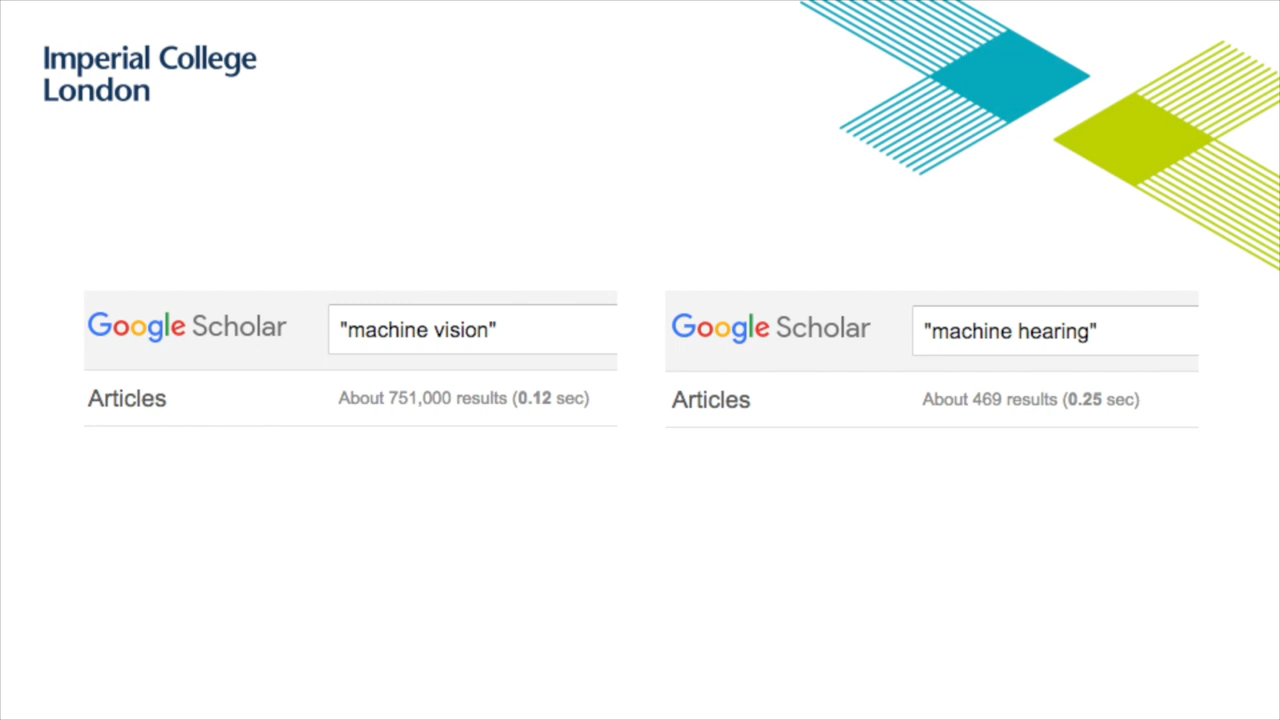 Imperial College
London
Google Scholar
"machine vision"
Articles
About 751,000 results (0.12 sec)
Google Scholar
"machine hearing"
Articles
About 469 results (0.25 sec)